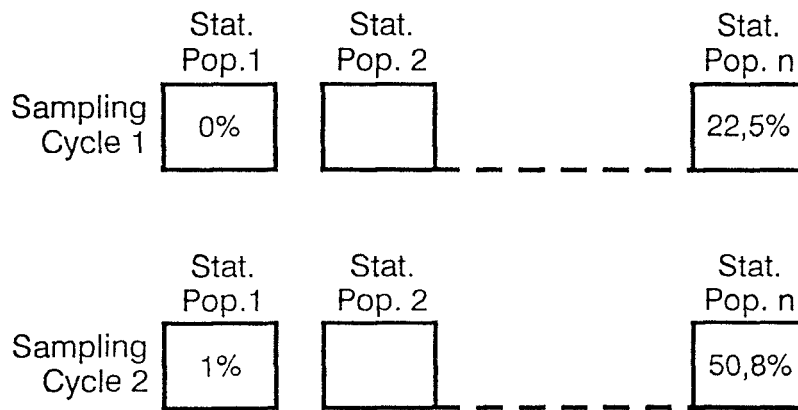 Stat.
Pop.1
Stat.
Pop. 2
Stat.
Pop. n
Sampling
Cycle 1
0%
22,5%
Stat.
Pop.1
Stat.
Pop. 2
Stat.
Pop. n
Sampling
Cycle 2
1%
50,8%